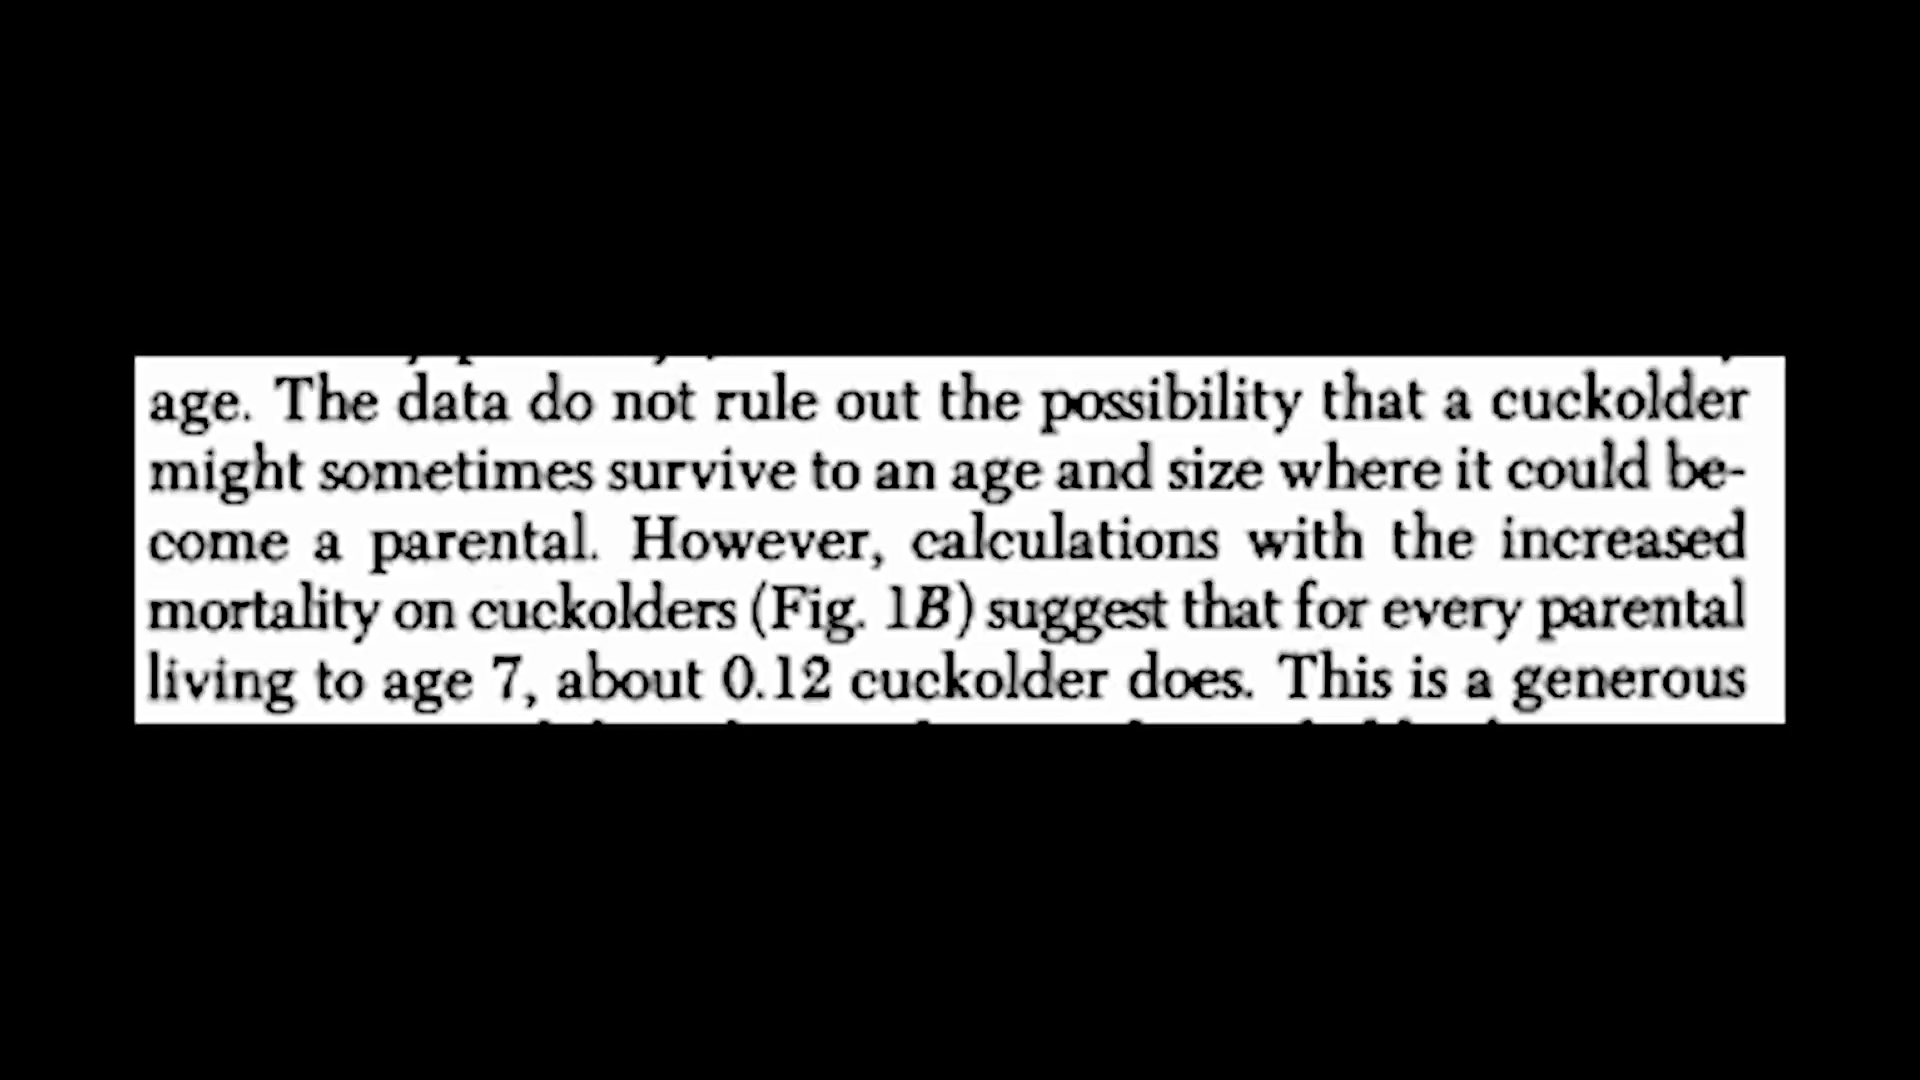 age. The data do not rule out the possibility that a cuckolder
might sometimes survive to an age and size where it could be-
come a parental. However, calculations with the increased
mortality on cuckolders (Fig. 1B) suggest that for every parental
living to age 7, about 0.12 cuckolder does. This is a generous